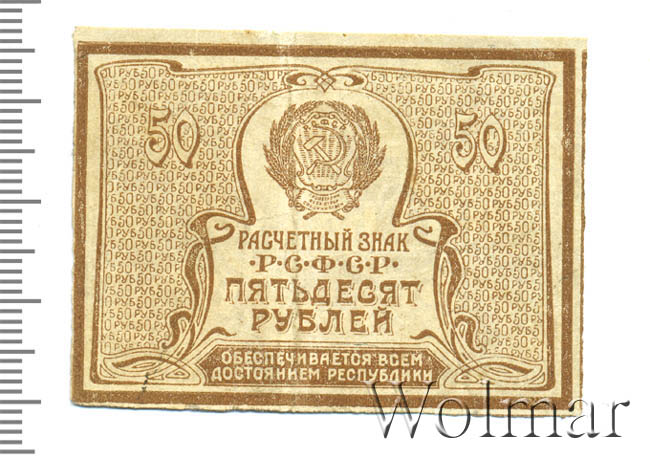 50 50
РАСЧЕТНЫЙ ЗНАК
·Р·С·Ф·С·Р·
ПЯТЬДЕСЯТ
РУБЛЕЙ
ОБЕСПЕЧИВАЕТСЯ ВСЕМ
ДОСТОЯНИЕМ РЕСПУБЛИКИ
Wolmar